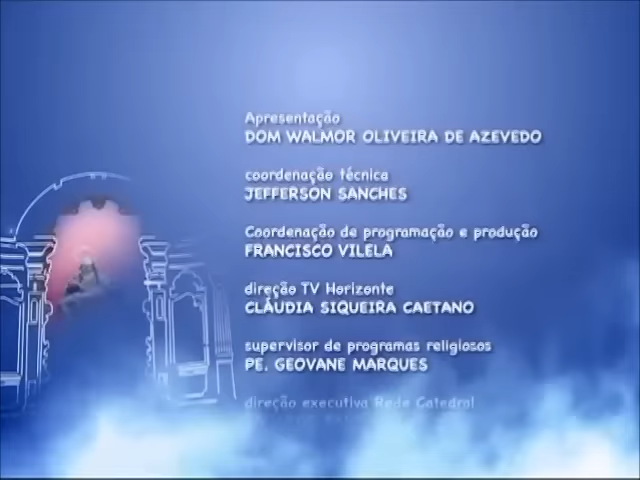 Apresentação
DOM WALMOR OLIVEIRA DE AZEVEDO
coordenação técnica
JEFFERSON SANCHES
Coordenação de programação e produção
FRANCISCO VILELA
direção TV Horizonte
CLÁUDIA SIQUEIRA CAETANO
supervisor de programas religiosos
PE. GEOVANE MARQUES
direção executiva Rede Catedral